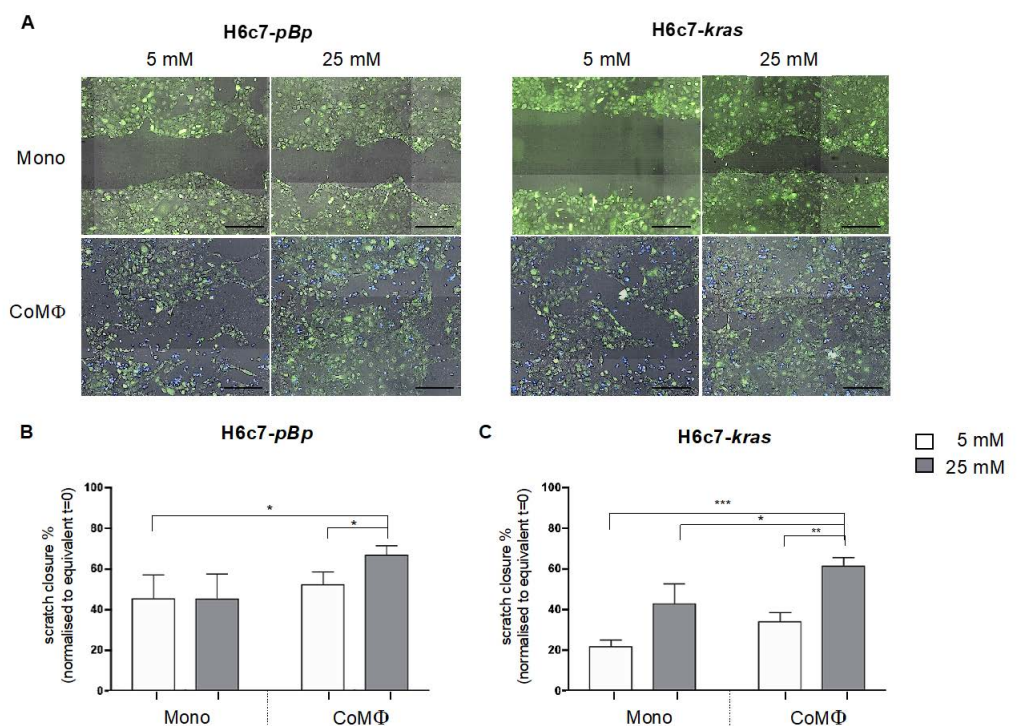 A
H6c7-pBp
H6c7-kras
5 mM 25 mM
5 mM 25 mM
Mono
CoMΦ
B
H6c7-pBp
scratch closure %
(normalised to equivalent t=0)
100
80
60
40
20
0
*
*
Mono
CoMΦ
C
H6c7-kras
scratch closure %
(normalised to equivalent t=0)
100
80
60
40
20
0
***
*
**
Mono
CoMΦ
5 mM
25 mM